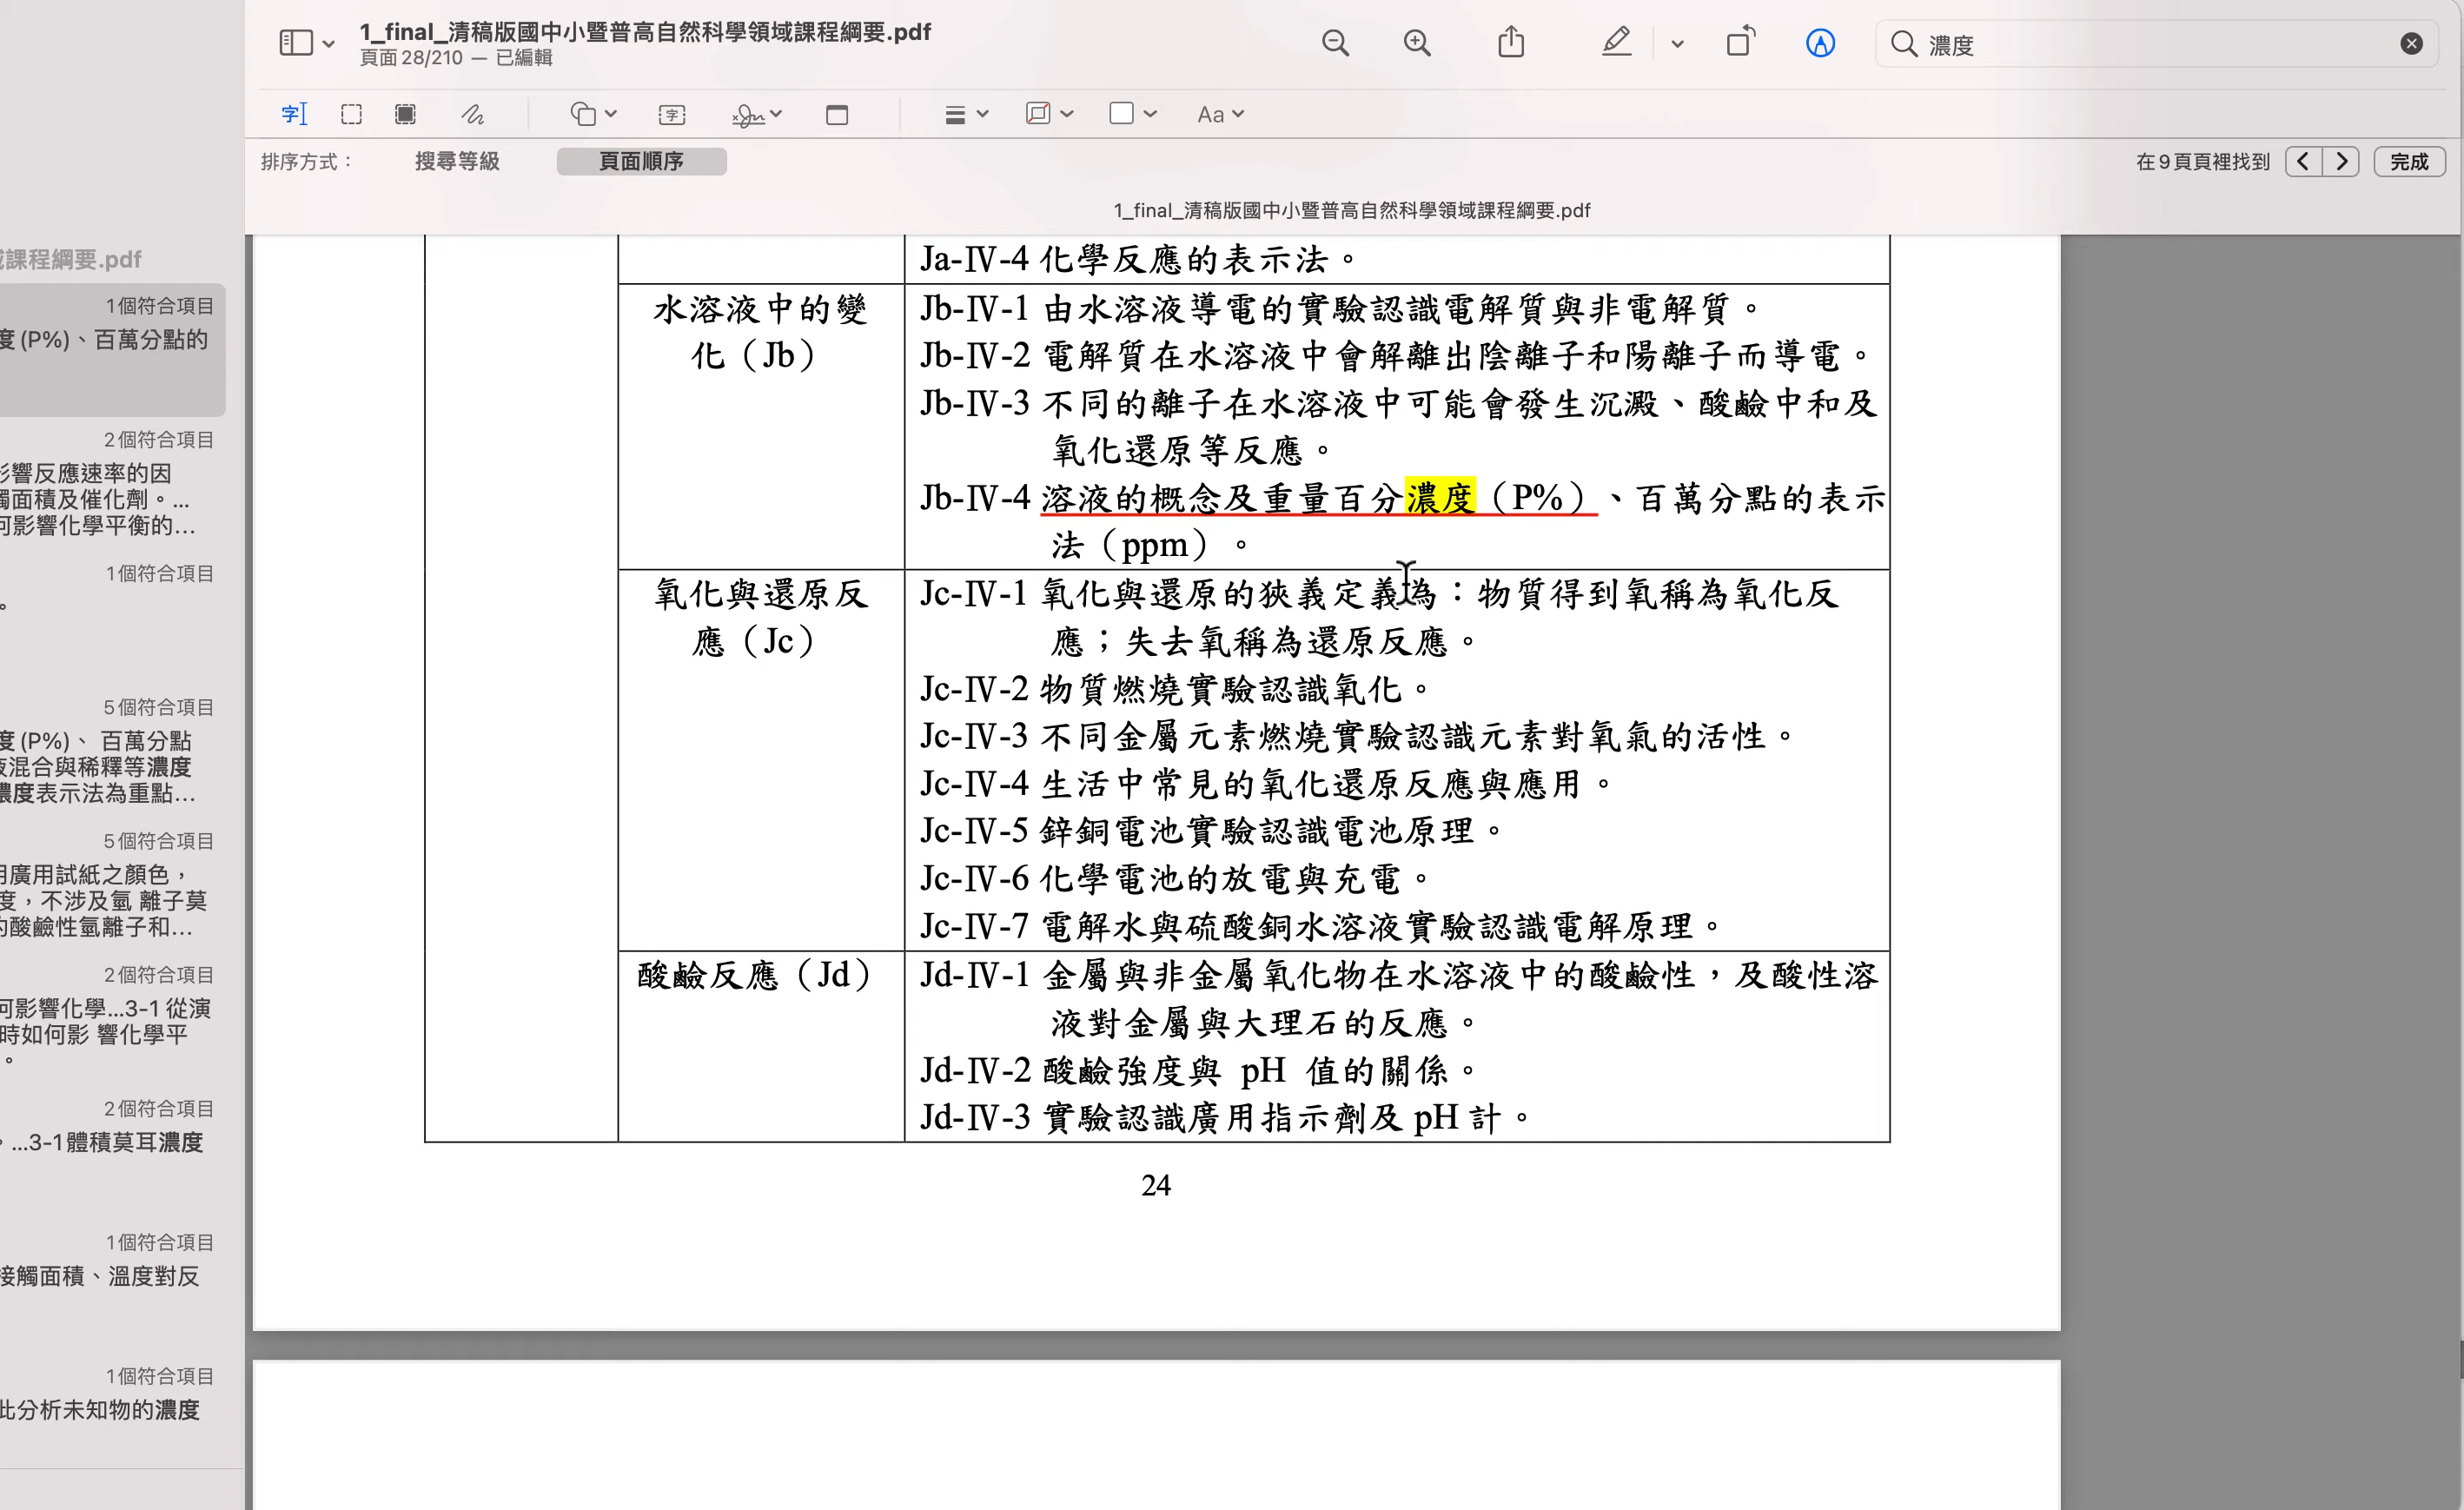 1_final_清稿版國中小暨普高自然科學領域課程綱要.pdf
頁面 28/210 — 已編輯
濃度
字
字
Aa
排序方式：
搜尋等級
頁面順序
在9頁頁裡找到
完成
1_final_清稿版國中小暨普高自然科學領域課程綱要.pdf
課程綱要.pdf
1個符合項目
度 (P%)、百萬分點的
2個符合項目
影響反應速率的因
觸面積及催化劑。...
何影響化學平衡的...
1個符合項目
。
5個符合項目
度 (P%)、 百萬分點
液混合與稀釋等濃度
濃度表示法為重點...
5個符合項目
用廣用試紙之顏色，
度，不涉及氫 離子莫
的酸鹼性氫離子和...
2個符合項目
何影響化學...3-1 從演
時如何影 響化學平
。
2個符合項目
。...3-1體積莫耳濃度
1個符合項目
接觸面積、溫度對反
1個符合項目
此分析未知物的濃度
Ja-IV-4 化學反應的表示法。
水溶液中的變
化（Jb）
Jb-IV-1 由水溶液導電的實驗認識電解質與非電解質。
Jb-IV-2 電解質在水溶液中會解離出陰離子和陽離子而導電。
Jb-IV-3 不同的離子在水溶液中可能會發生沉澱、酸鹼中和及
氧化還原等反應。
Jb-IV-4 溶液的概念及重量百分濃度（P%）、百萬分點的表示
法（ppm）。
氧化與還原反
應（Jc）
Jc-IV-1 氧化與還原的狹義定義為：物質得到氧稱為氧化反
應；失去氧稱為還原反應。
Jc-IV-2 物質燃燒實驗認識氧化。
Jc-IV-3 不同金屬元素燃燒實驗認識元素對氧氣的活性。
Jc-IV-4 生活中常見的氧化還原反應與應用。
Jc-IV-5 鋅銅電池實驗認識電池原理。
Jc-IV-6 化學電池的放電與充電。
Jc-IV-7 電解水與硫酸銅水溶液實驗認識電解原理。
酸鹼反應（Jd）
Jd-IV-1 金屬與非金屬氧化物在水溶液中的酸鹼性，及酸性溶
液對金屬與大理石的反應。
Jd-IV-2 酸鹼強度與 pH 值的關係。
Jd-IV-3 實驗認識廣用指示劑及 pH 計。
24